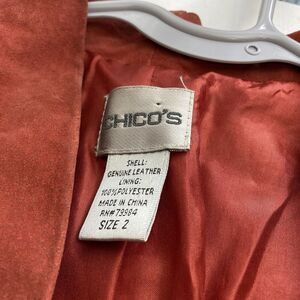 CHICO'S
SHELL:
GENUINE LEATHER
LINING:
100% POLYESTER
MADE IN CHINA
RN# 79984
SIZE 2